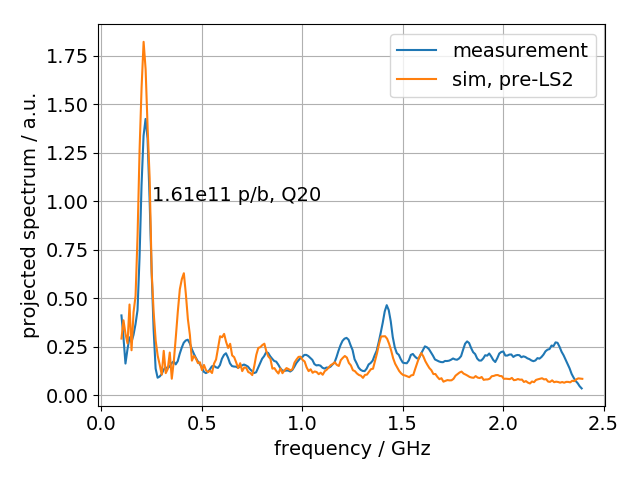 measurement
sim, pre-LS2
1.61e11 p/b, Q20
projected spectrum / a.u.
1.75
1.50
1.25
1.00
0.75
0.50
0.25
0.00
0.0 0.5 1.0 1.5 2.0 2.5
frequency / GHz